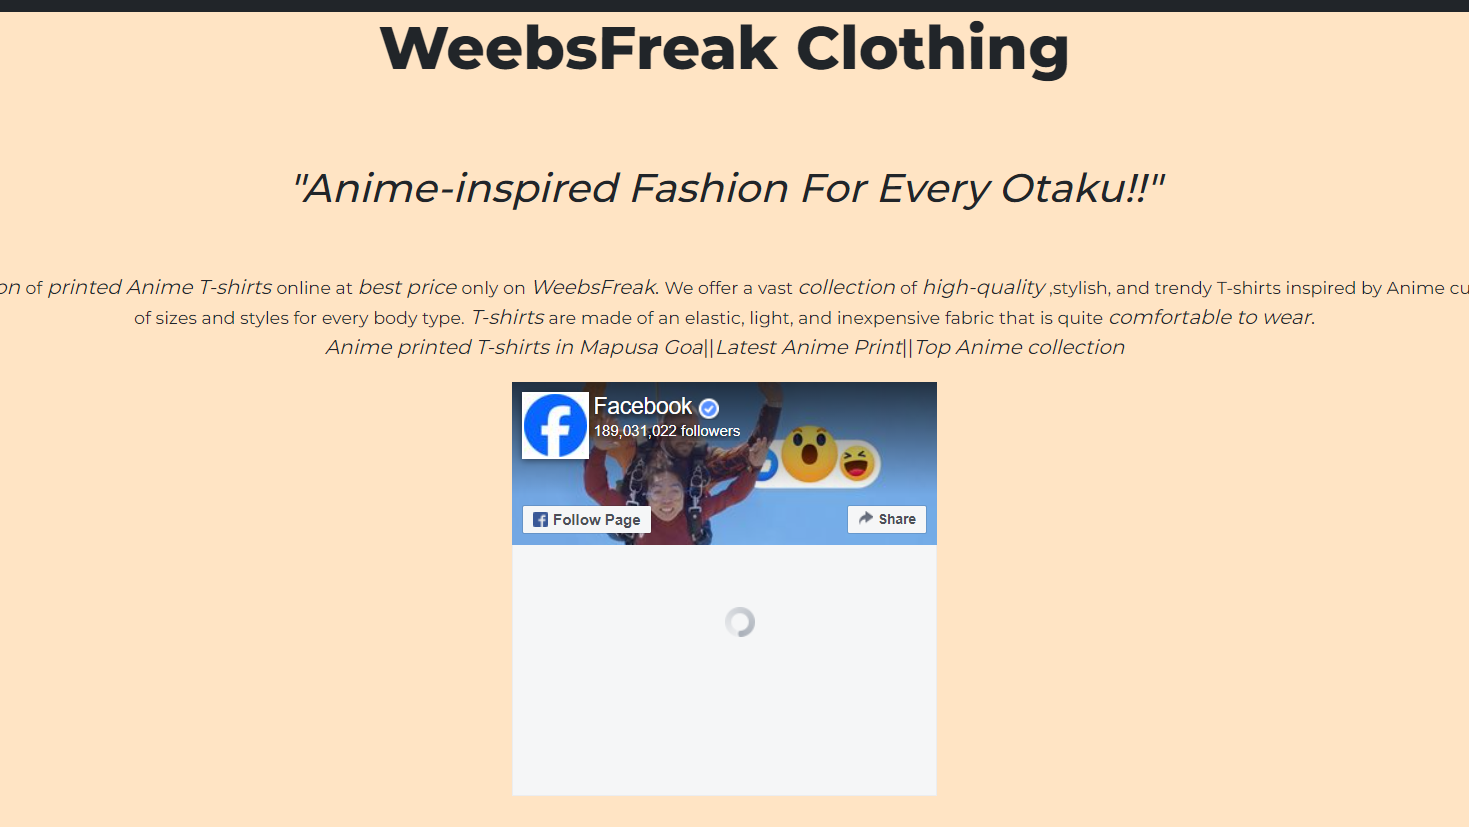 WeebsFreak Clothing
"Anime-inspired Fashion For Every Otaku!!"
on of printed Anime T-shirts online at best price only on WeebsFreak. We offer a vast collection of high-quality ,stylish, and trendy T-shirts inspired by Anime cu
of sizes and styles for every body type. T-shirts are made of an elastic, light, and inexpensive fabric that is quite comfortable to wear.
Anime printed T-shirts in Mapusa Goa||Latest Anime Print||Top Anime collection
Facebook
189,031,022 followers
Follow Page
Share